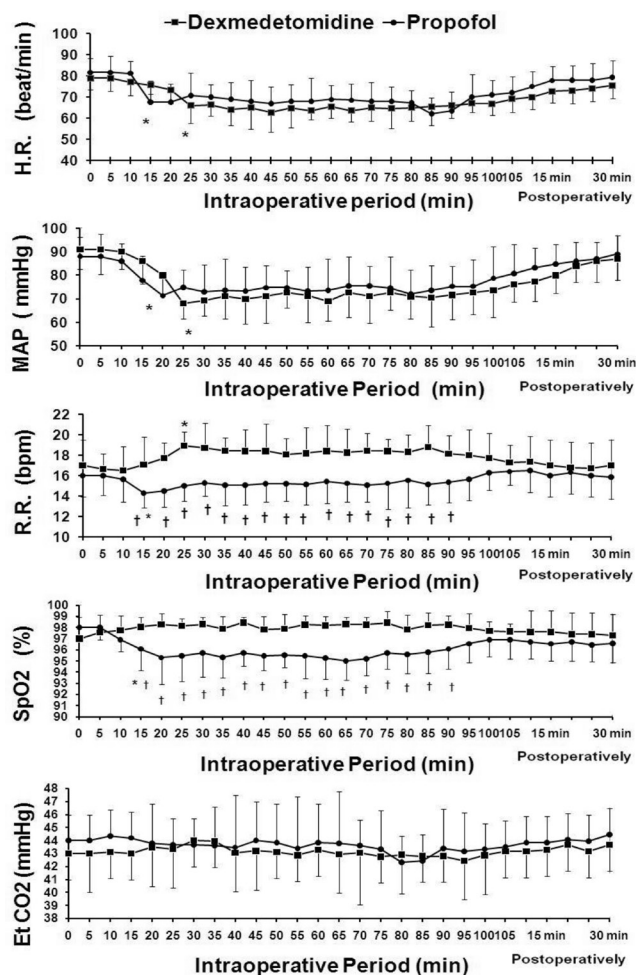 Dexmedetomidine Propofol
H.R. (beat/min)
90
80
70
60
50
40
0 5 10 15 20 25 30 35 40 45 50 55 60 65 70 75 80 85 90 95 100 105 15 min 30 min
* *
Intraoperative period (min) Postoperatively
MAP ( mmHg)
100
90
80
70
60
50
* *
0 5 10 15 20 25 30 35 40 45 50 55 60 65 70 75 80 85 90 95 100105 15 min 30 min
Intraoperative Period (min) Postoperatively
R.R. (bpm)
22
20
18
16
14
12
10
*
† * † † † † † † † † † † † † † † †
0 5 10 15 20 25 30 35 40 45 50 55 60 65 70 75 80 85 90 95 100105 15 min 30 min
Intraoperative Period (min) Postoperatively
SpO2 (%)
100
99
98
97
96
95
94
93
92
91
90
* † † † † † † † † † † † † † † † †
0 5 10 15 20 25 30 35 40 45 50 55 60 65 70 75 80 85 90 95 100105 15 min 30 min
Intraoperative Period (min) Postoperatively
Et CO2 (mmHg)
48
47
46
45
44
43
42
41
40
39
38
0 5 10 15 20 25 30 35 40 45 50 55 60 65 70 75 80 85 90 95 100 105 15 min 30 min
Intraoperative Period (min) Postoperatively